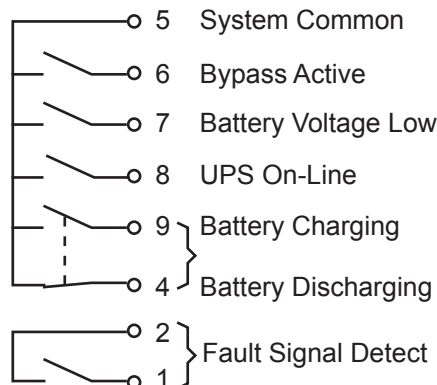 5 System Common
6 Bypass Active
7 Battery Voltage Low
8 UPS On-Line
9 Battery Charging
4 Battery Discharging
2
Fault Signal Detect
1